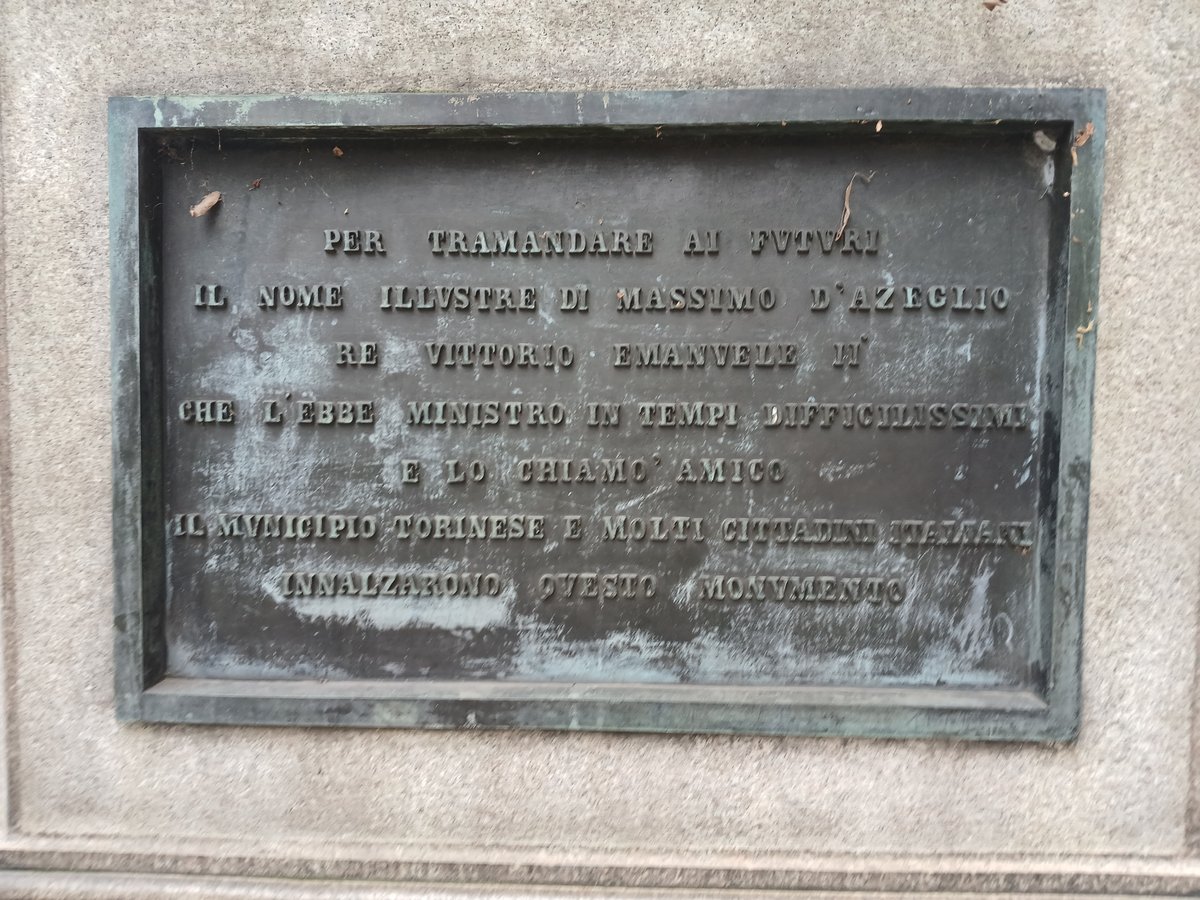 PER TRAMANDARE AI FVTVRI
IL NOME ILLVSTRE DI MASSIMO D'AZEGLIO
RE VITTORIO EMANVELE II°
CHE L'EBBE MINISTRO IN TEMPI DIFFICILISSIMI
E LO CHIAMO' AMICO
IL MVNICIPIO TORINESE E MOLTI CITTADINI ITALIANI
INNALZARONO QVESTO MONVMENTO